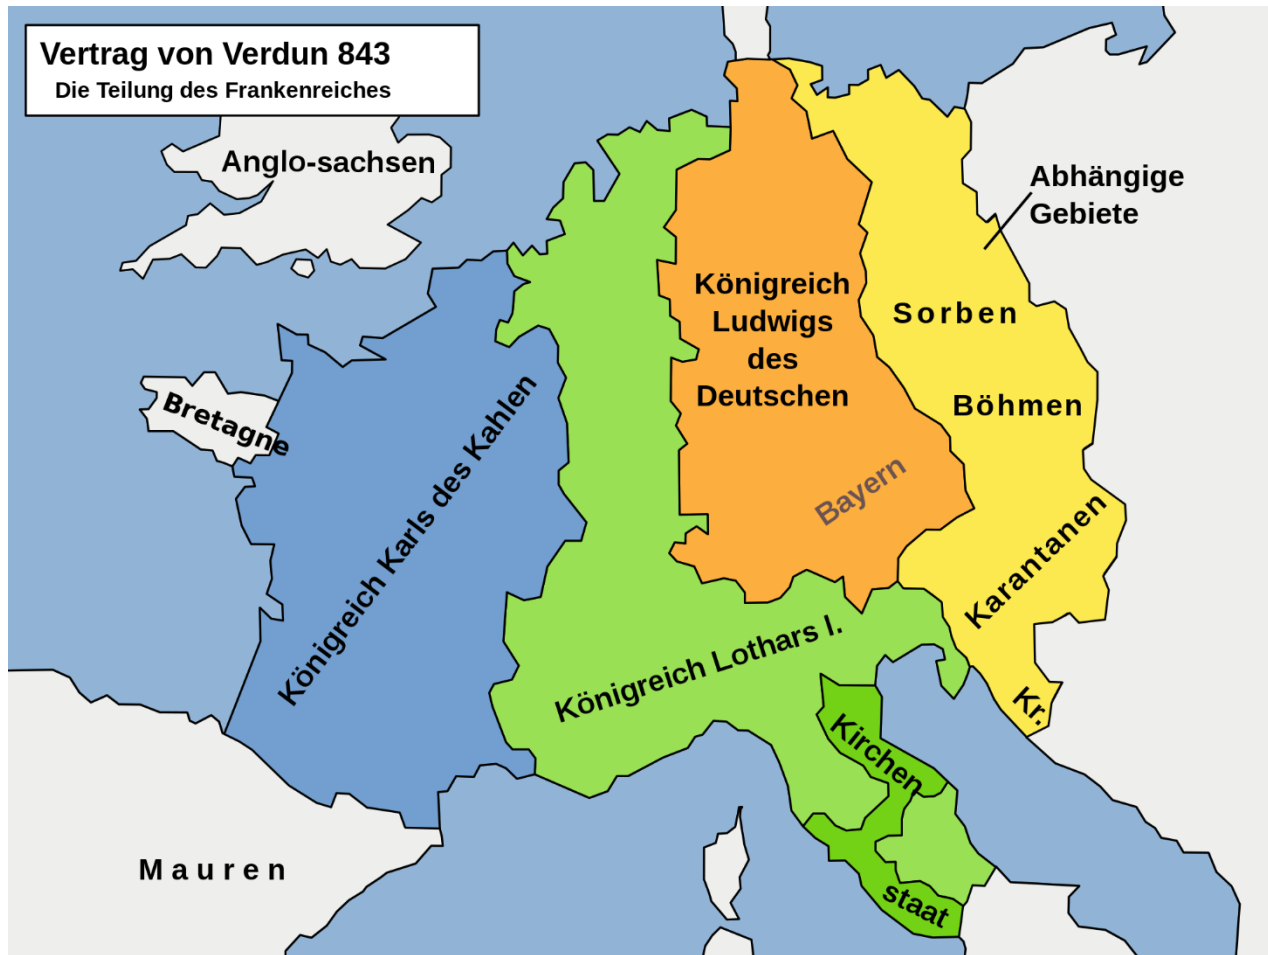 Vertrag von Verdun 843
Die Teilung des Frankenreiches
Anglo-sachsen
Abhängige
Gebiete
Königreich
Ludwigs
des
Deutschen
Sorben
Böhmen
Bretagne
Königreich Karls des Kahlen
Bayern
Karantanen
Königreich Lothars I.
Kr.
Kirchen
staat
Mauren